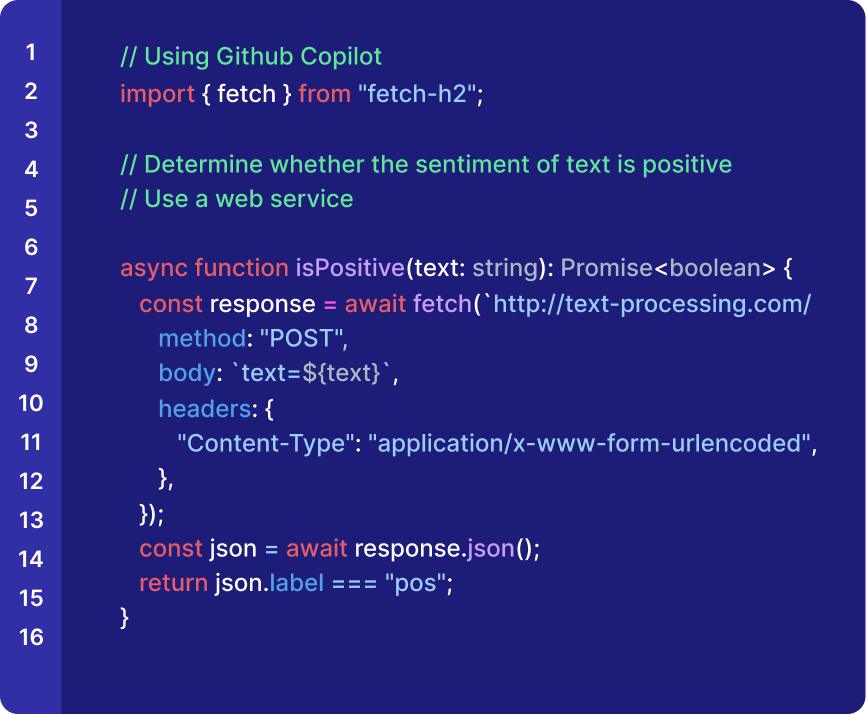 1
2
3
4
5
6
7
8
9
10
11
12
13
14
15
16
// Using Github Copilot
import { fetch } from "fetch-h2";
// Determine whether the sentiment of text is positive
// Use a web service
async function isPositive(text: string): Promise<boolean> {
const response = await fetch(`http://text-processing.com/
method: "POST",
body: `text=${text}`,
headers: {
"Content-Type": "application/x-www-form-urlencoded",
},
});
const json = await response.json();
return json.label === "pos";
}